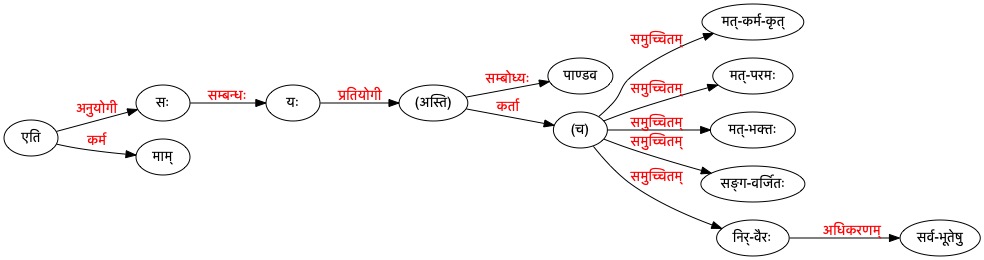 मत्-कर्म-कृत्
समुच्चितम्
पाण्डव
मत्-परमः
सम्बोध्यः
समुच्चितम्
सः
सम्बन्धः
यः
प्रतियोगी
(अस्ति)
अनुयोगी
कर्ता
एति
(च)
समुच्चितम्
मत्-भक्तः
कर्म
माम्
समुच्चितम्
सङ्ग-वर्जितः
समुच्चितम्
निर्-वैरः
अधिकरणम्
सर्व-भूतेषु